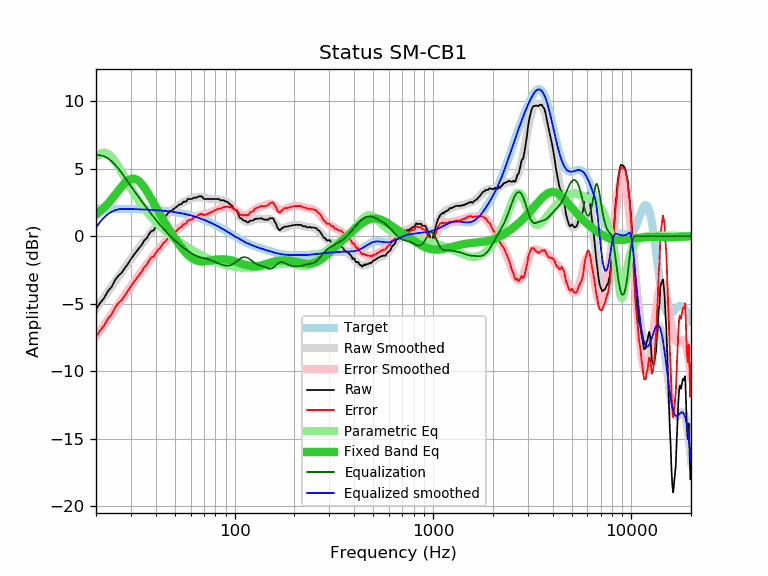 Status SM-CB1
Amplitude (dBr)
10
5
0
−5
−10
−15
−20
Target
Raw Smoothed
Error Smoothed
Raw
Error
Parametric Eq
Fixed Band Eq
Equalization
Equalized smoothed
100
1000
10000
Frequency (Hz)